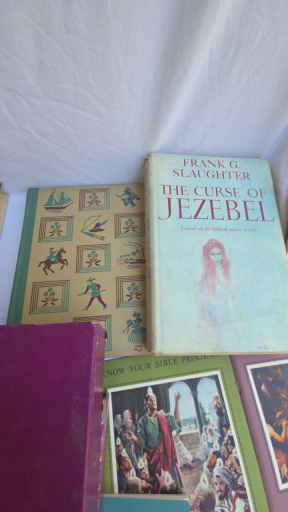 FRANK G.
SLAUGHTER
THE CURSE OF
JEZEBEL
KNOW YOUR BIBLE